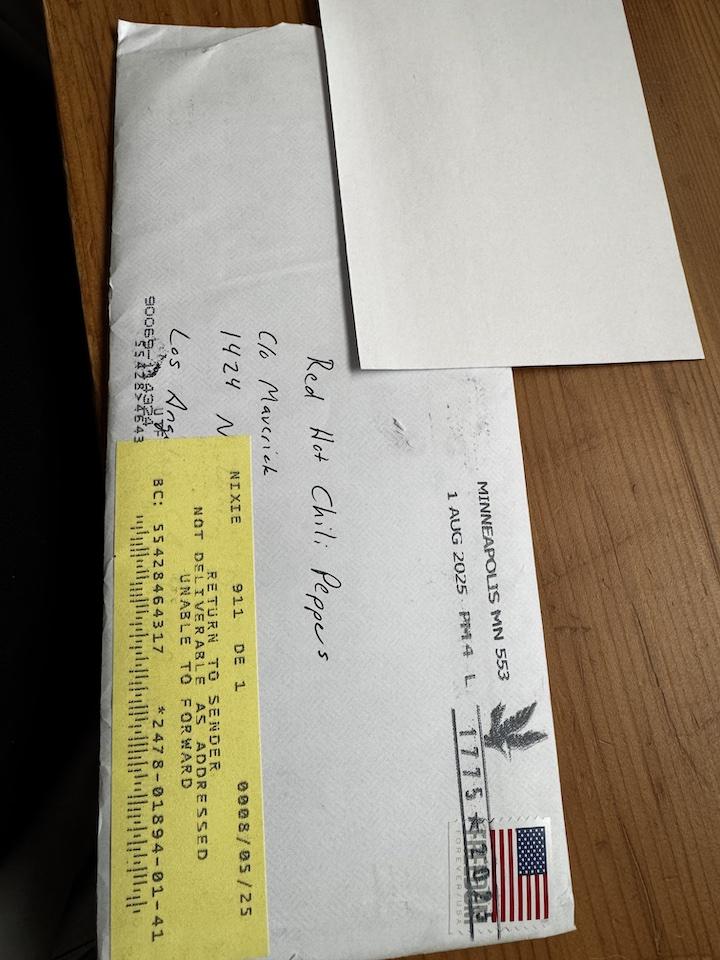 MINNEAPOLIS MN 553
1 AUG 2025 PM 4 L
1775
FOREVER/USA
Red Hot Chili Peppers
c/o Maverick
1424 N
Los Ang
NIXIE 911 DE 1 0008/05/25
RETURN TO SENDER
NOT DELIVERABLE AS ADDRESSED
UNABLE TO FORWARD
BC: 55428464317 *2478-01894-01-41